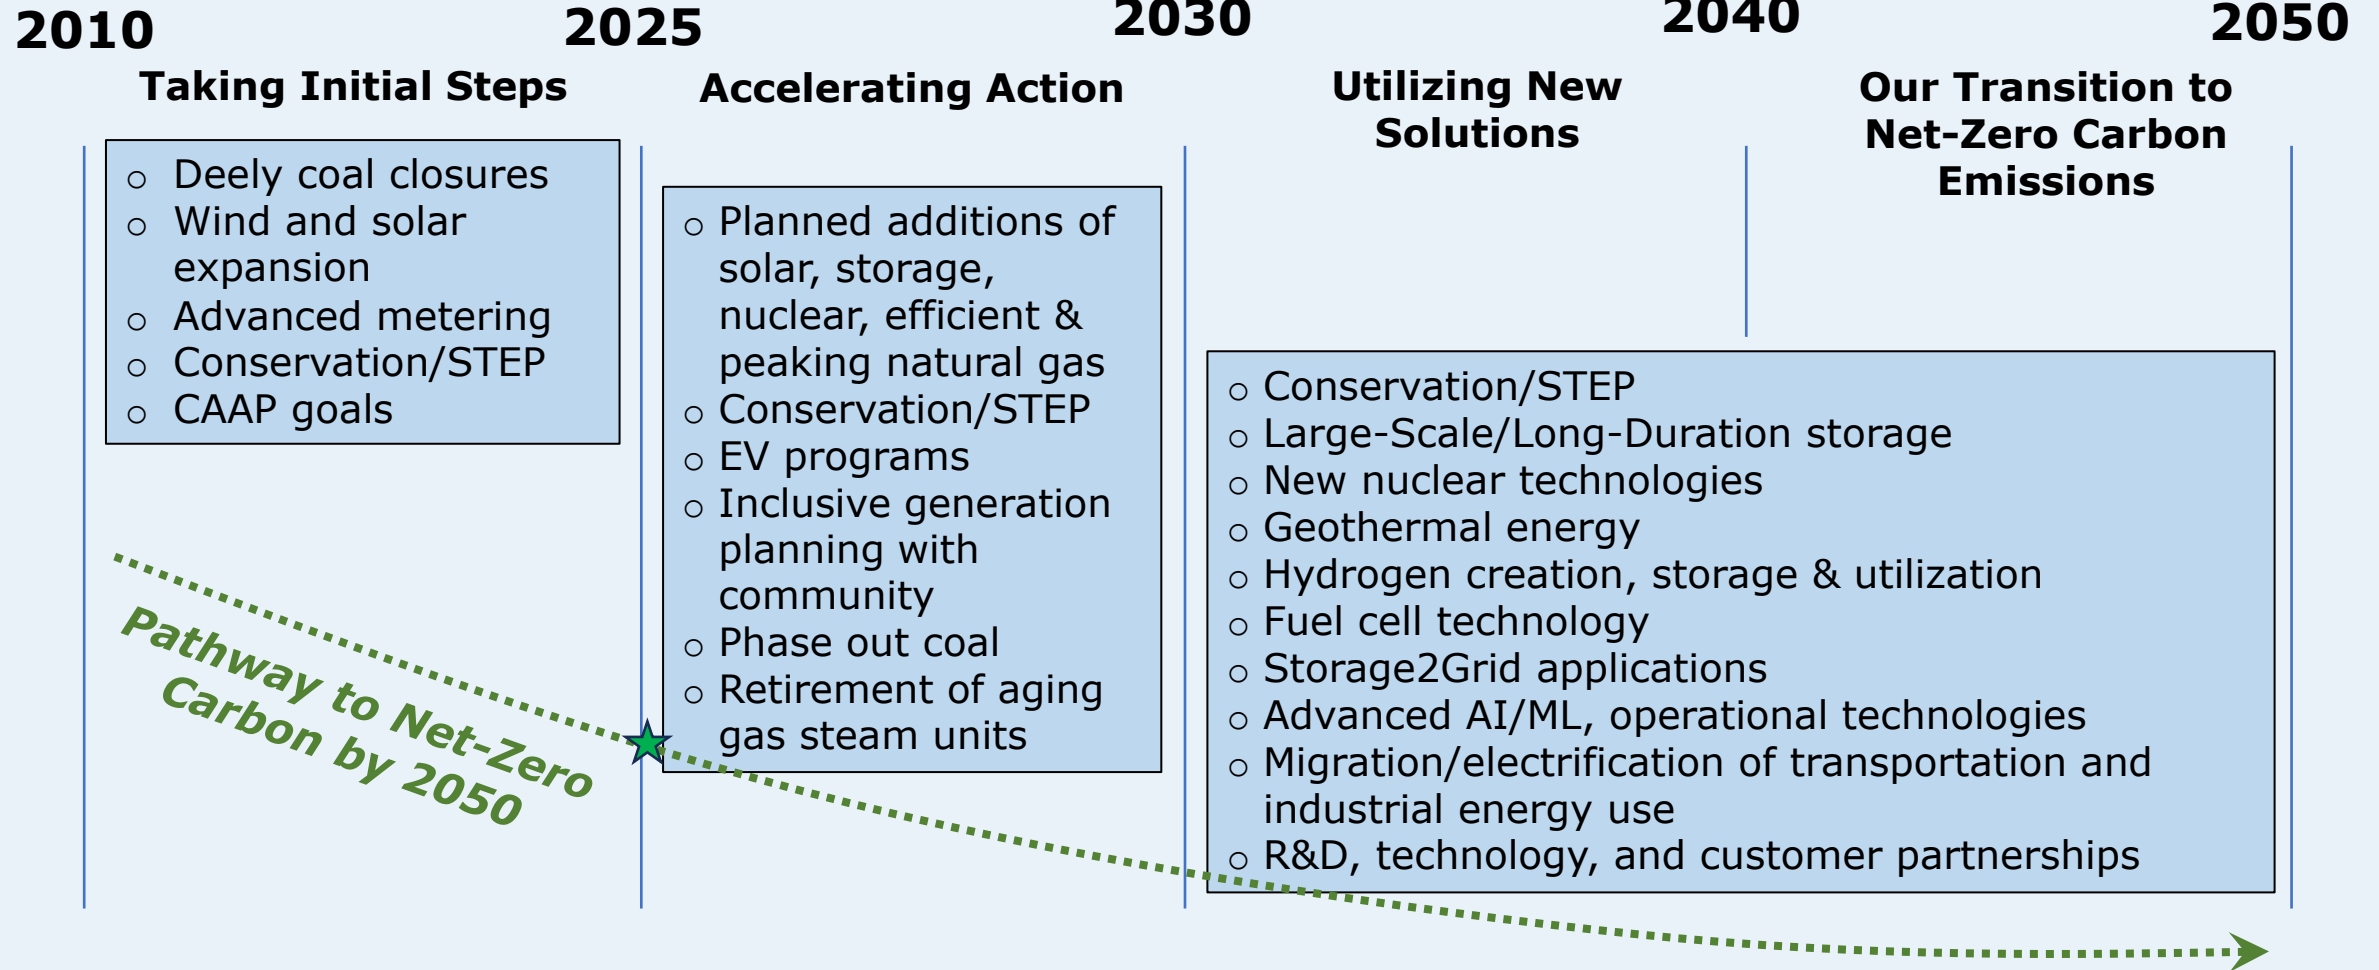 2010
2025
2030
2040
2050
Taking Initial Steps
Accelerating Action
Utilizing New
Solutions
Our Transition to
Net-Zero Carbon
Emissions
o Deely coal closures
o Wind and solar
expansion
o Advanced metering
o Conservation/STEP
o CAAP goals
o Planned additions of
solar, storage,
nuclear, efficient &
peaking natural gas
o Conservation/STEP
o EV programs
o Inclusive generation
planning with
community
o Phase out coal
o Retirement of aging
gas steam units
o Conservation/STEP
o Large-Scale/Long-Duration storage
o New nuclear technologies
o Geothermal energy
o Hydrogen creation, storage & utilization
o Fuel cell technology
o Storage2Grid applications
o Advanced AI/ML, operational technologies
o Migration/electrification of transportation and
industrial energy use
o R&D, technology, and customer partnerships
Pathway to Net-Zero
Carbon by 2050